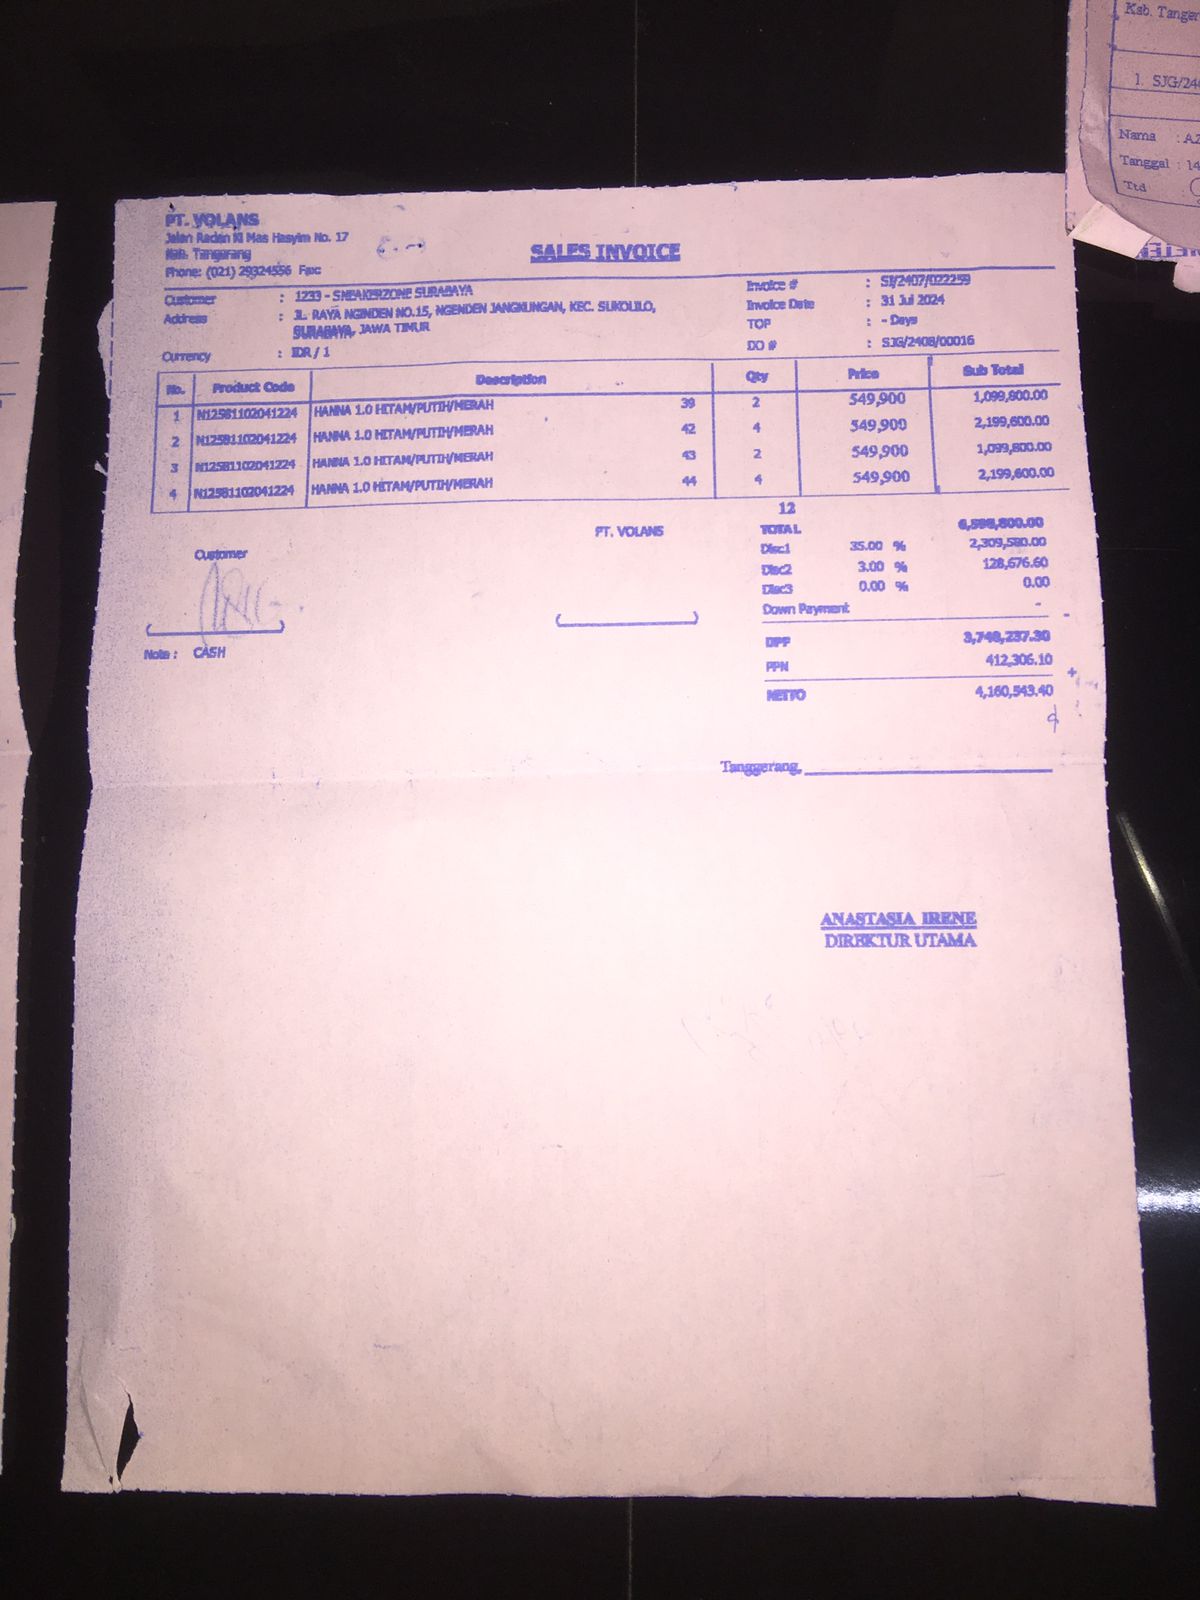 PT. VOLANS
Jalan Raden Ki Mas Hasyim No. 17
Kab. Tangerang
Phone: (021) 29324556 Fax:
SALES INVOICE
Customer : 1233 - SNEAKERZONE SURABAYA
Address : JL. RAYA NGINDEN NO.15, NGENDEN JANGKUNGAN, KEC. SUKOLILO,
SURABAYA, JAWA TIMUR
Currency : IDR / 1
Invoice # : SI/2407/022259
Invoice Date : 31 Jul 2024
TOP : - Days
DO # : SJG/2408/00016
No. Product Code Description Qty Price Sub Total
1 N12581102041224 HANNA 1.0 HITAM/PUTIH/MERAH 39 2 549,900 1,099,800.00
2 N12581102041224 HANNA 1.0 HITAM/PUTIH/MERAH 42 4 549,900 2,199,600.00
3 N12581102041224 HANNA 1.0 HITAM/PUTIH/MERAH 43 2 549,900 1,099,800.00
4 N12581102041224 HANNA 1.0 HITAM/PUTIH/MERAH 44 4 549,900 2,199,600.00
12
TOTAL 6,598,800.00
Disc1 35.00 % 2,309,580.00
Disc2 3.00 % 128,676.60
Disc3 0.00 % 0.00
Down Payment - -
DPP 3,748,237.30
PPN 412,306.10 +
NETTO 4,160,543.40
Customer
PT. VOLANS
Note : CASH
Tanggerang,
ANASTASIA IRENE
DIREKTUR UTAMA
Kab. Tanger
1. SJG/24
Nama :
Tanggal : 14
Ttd